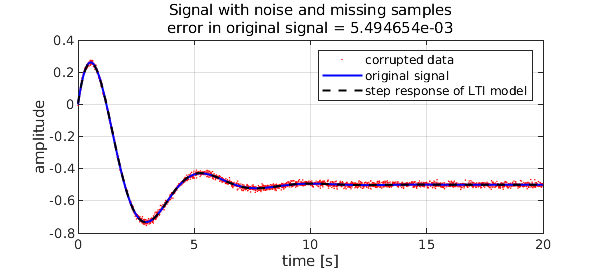 Signal with noise and missing samples
error in original signal = 5.494654e-03
0.4
0.2
0
-0.2
-0.4
-0.6
-0.8
amplitude
corrupted data
original signal
step response of LTI model
0
5
10
15
20
time [s]